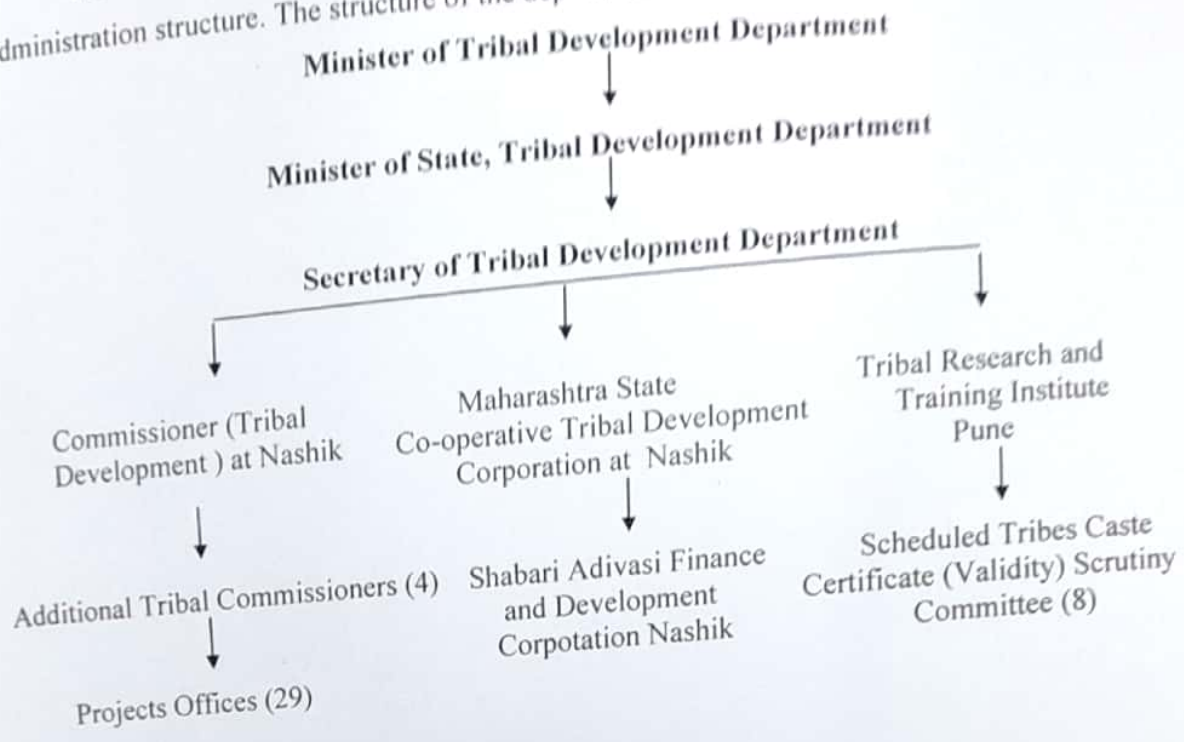 dministration structure. The structure
Minister of Tribal Development Department
Minister of State, Tribal Development Department
Secretary of Tribal Development Department
Commissioner (Tribal
Development ) at Nashik
Maharashtra State
Co-operative Tribal Development
Corporation at Nashik
Tribal Research and
Training Institute
Pune
Additional Tribal Commissioners (4)
Shabari Adivasi Finance
and Development
Corpotation Nashik
Scheduled Tribes Caste
Certificate (Validity) Scrutiny
Committee (8)
Projects Offices (29)